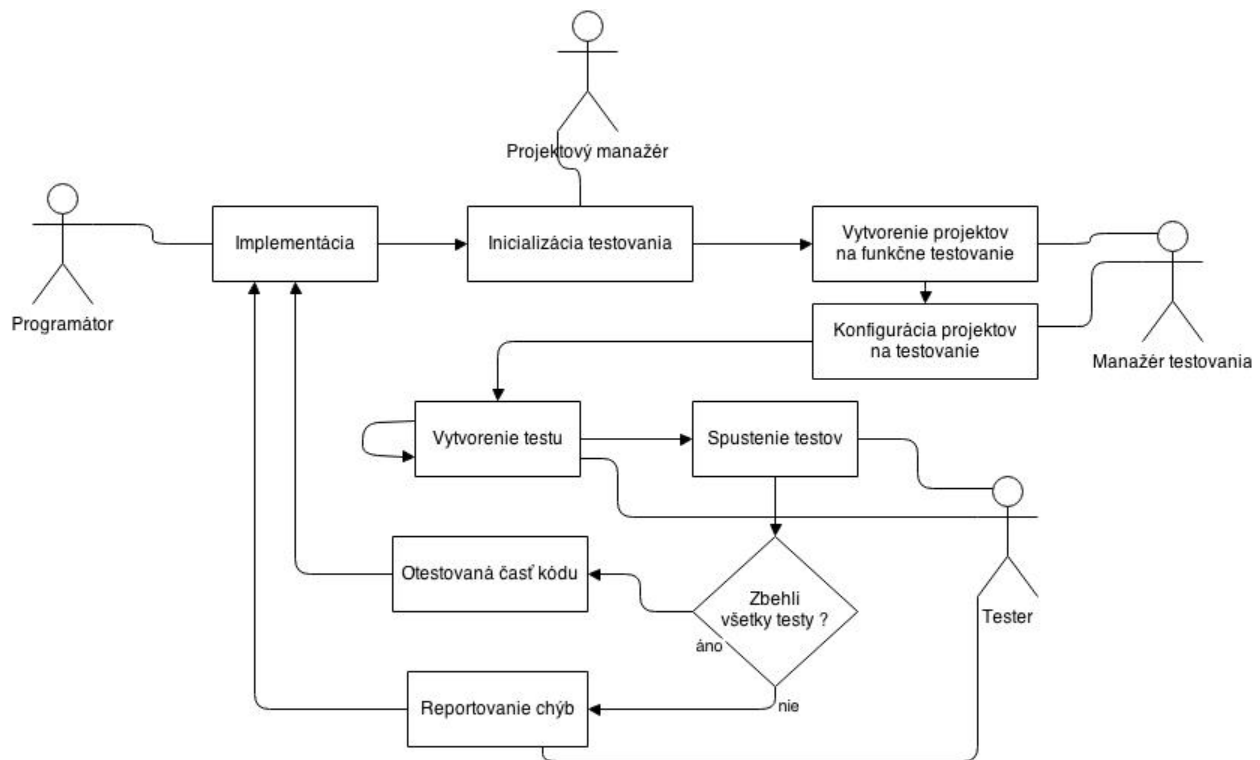 Projektový manažér
Programátor
Implementácia
Inicializácia testovania
Vytvorenie projektov
na funkčne testovanie
Konfigurácia projektov
na testovanie
Manažér testovania
Vytvorenie testu
Spustenie testov
Otestovaná časť kódu
Zbehli
všetky testy ?
áno
nie
Tester
Reportovanie chýb